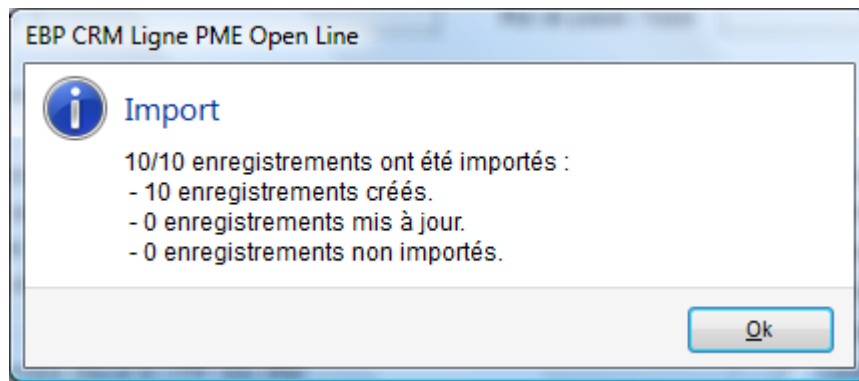 EBP CRM Ligne PME Open Line
Import
10/10 enregistrements ont été importés :
- 10 enregistrements créés.
- 0 enregistrements mis à jour.
- 0 enregistrements non importés.
Ok